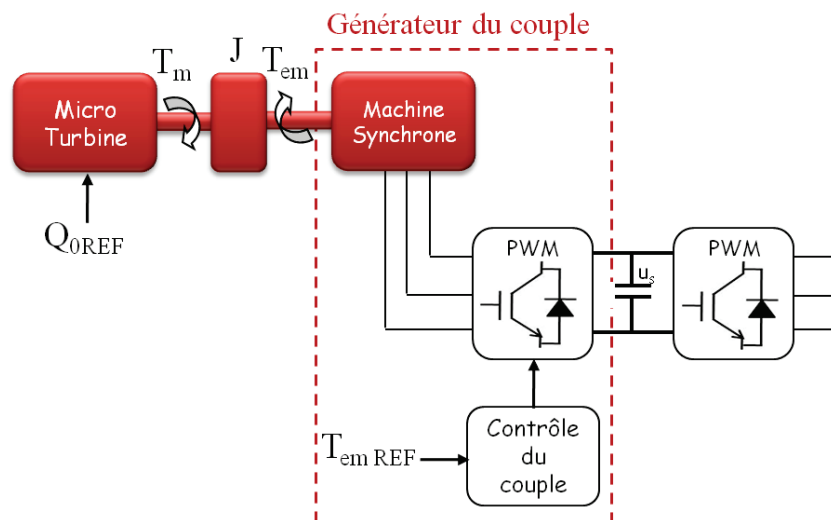 Générateur du couple
J
Tm
Tem
Micro
Turbine
Machine
Synchrone
Q0REF
PWM
us
PWM
Tem REF
Contrôle
du
couple